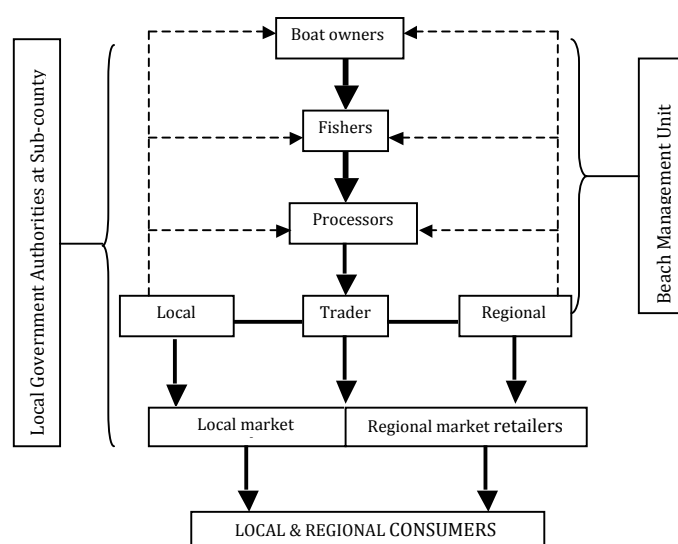 Boat owners
Fishers
Processors
Local
Trader
Regional
Local market
Regional market retailers
LOCAL & REGIONAL CONSUMERS
Local Government Authorities at Sub-county
Beach Management Unit